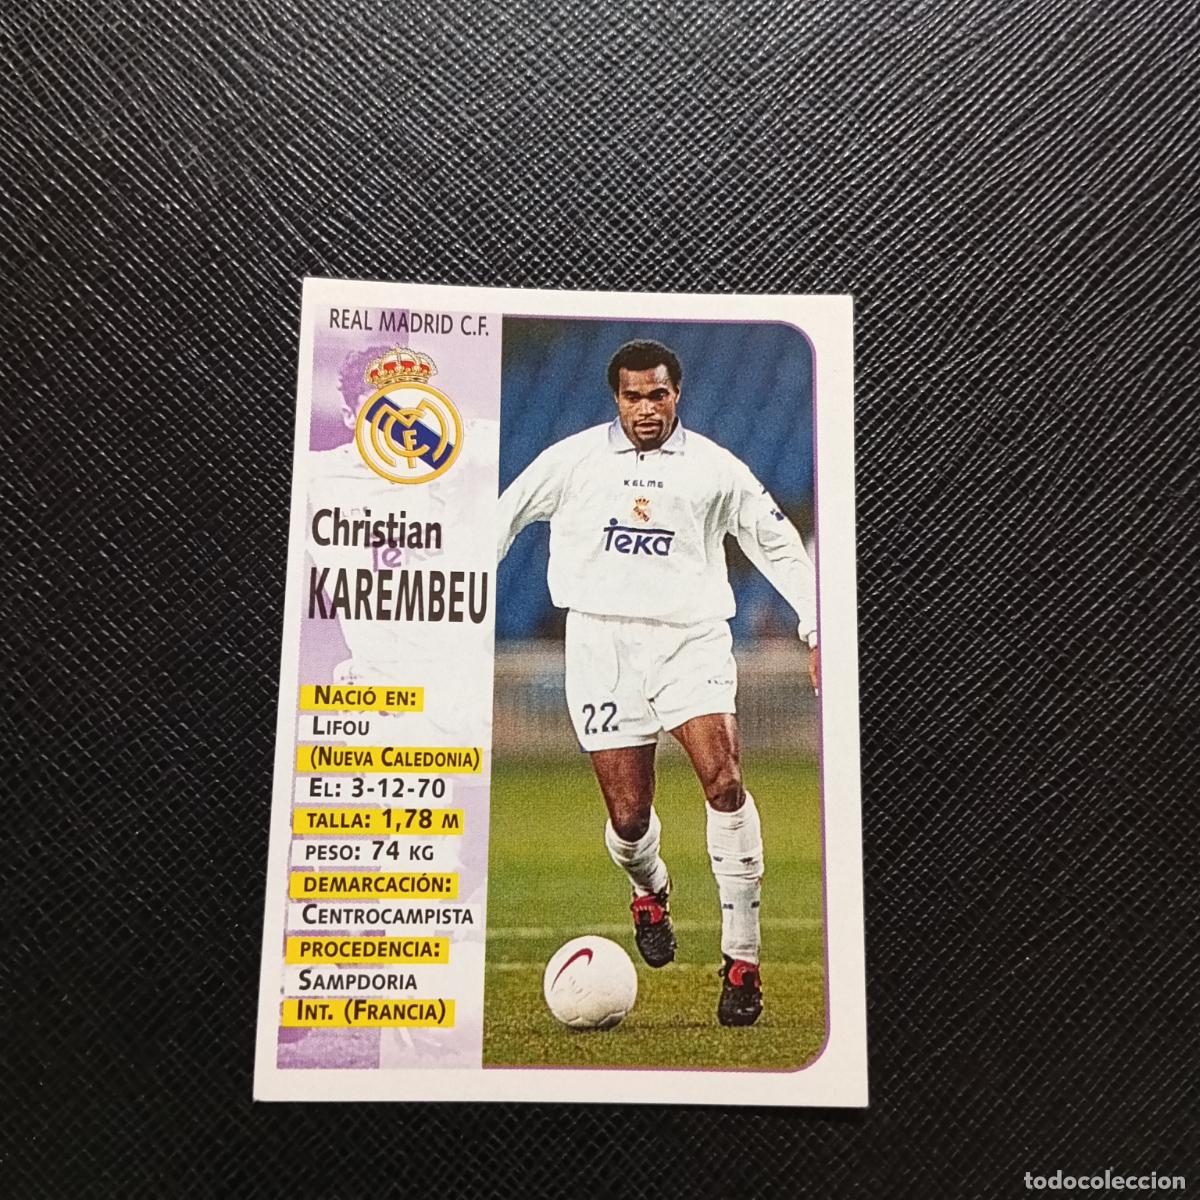 REAL MADRID C.F.
Christian
KAREMBEU
NACIÓ EN:
LIFOU
(NUEVA CALEDONIA)
EL: 3-12-70
TALLA: 1,78 M
PESO: 74 KG
DEMARCACIÓN:
CENTROCAMPISTA
PROCEDENCIA:
SAMPDORIA
INT. (FRANCIA)
KELME
Teka
KELME
22
todocoleccion